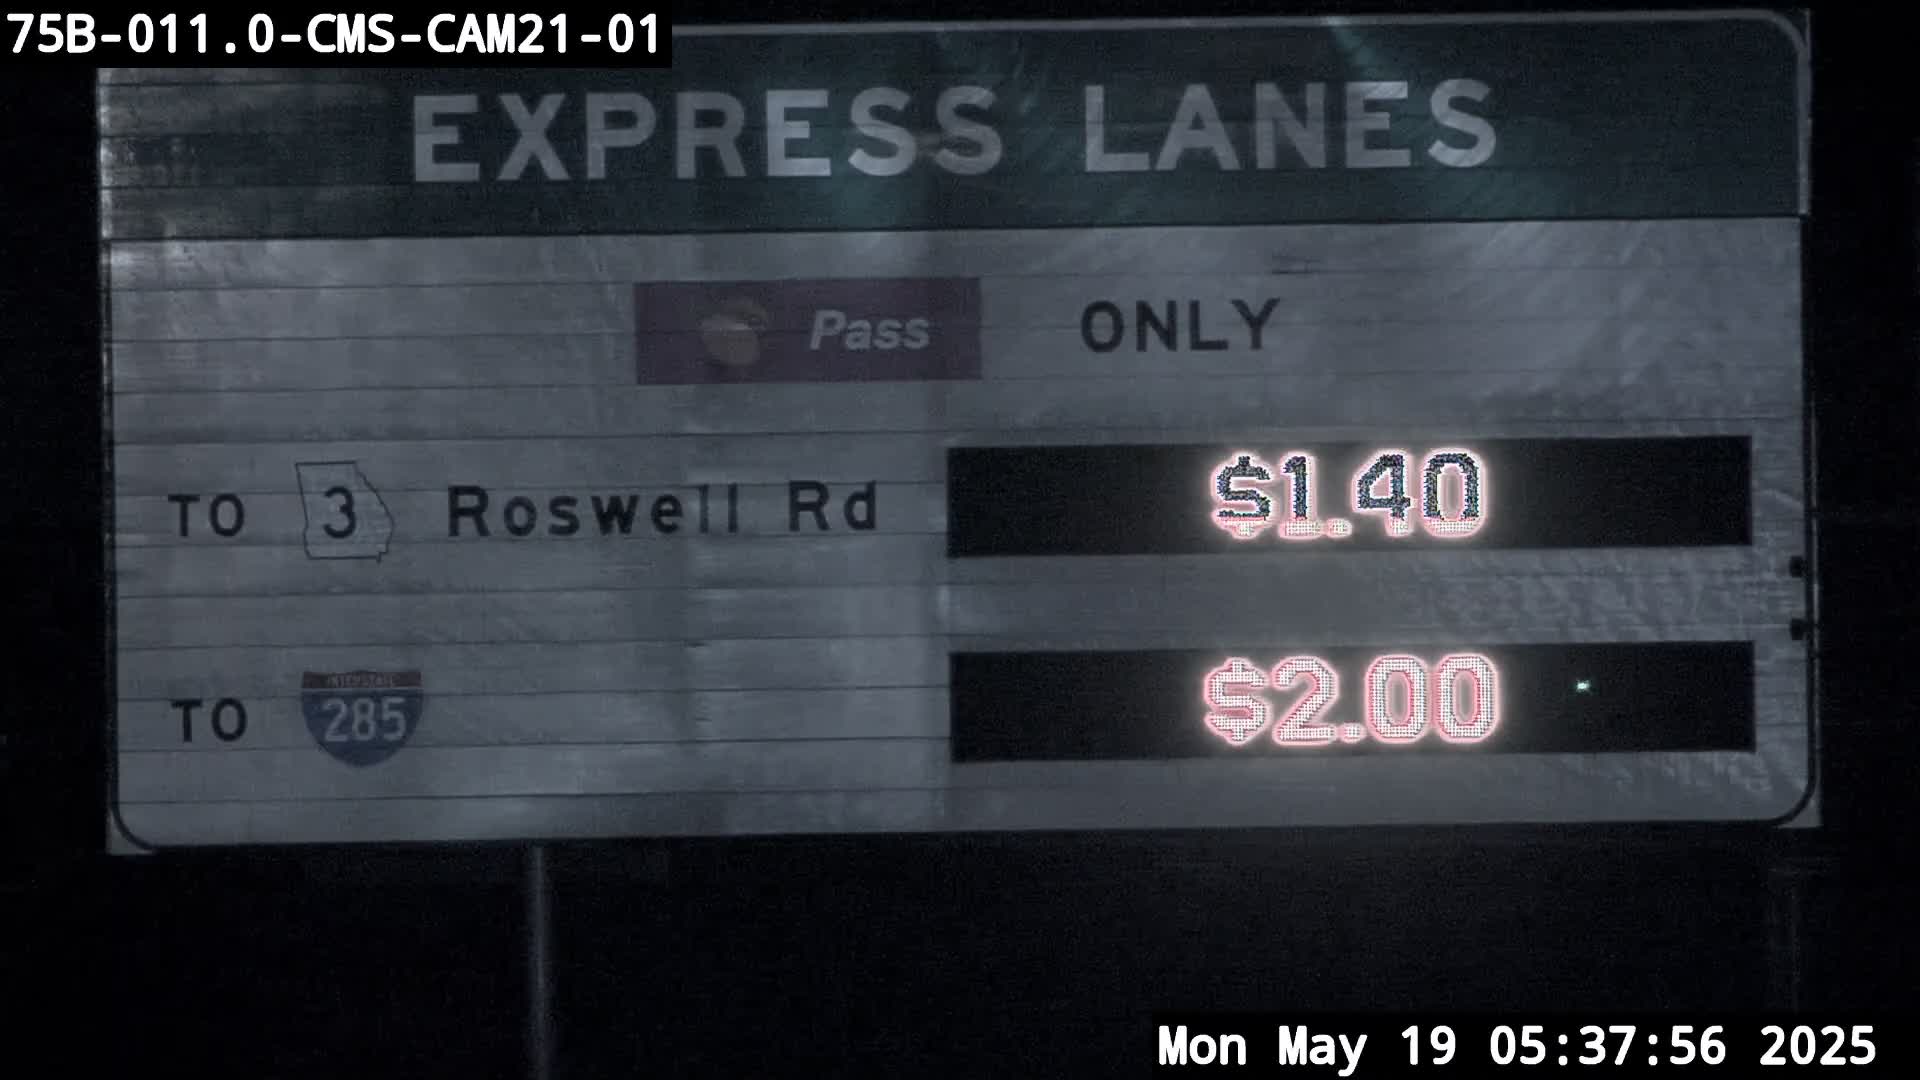 75B-011.0-CMS-CAM21-01
EXPRESS LANES
Pass ONLY
TO 3 Roswell Rd $1.40
TO INTERSTATE 285 $2.00
Mon May 19 05:37:56 2025